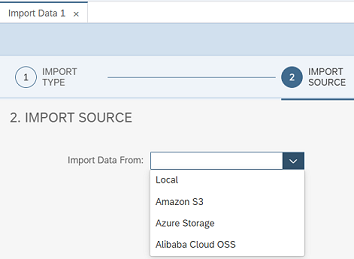 Import Data 1 ×
1 IMPORT TYPE
2 IMPORT SOURCE
2. IMPORT SOURCE
Import Data From:
Local
Amazon S3
Azure Storage
Alibaba Cloud OSS